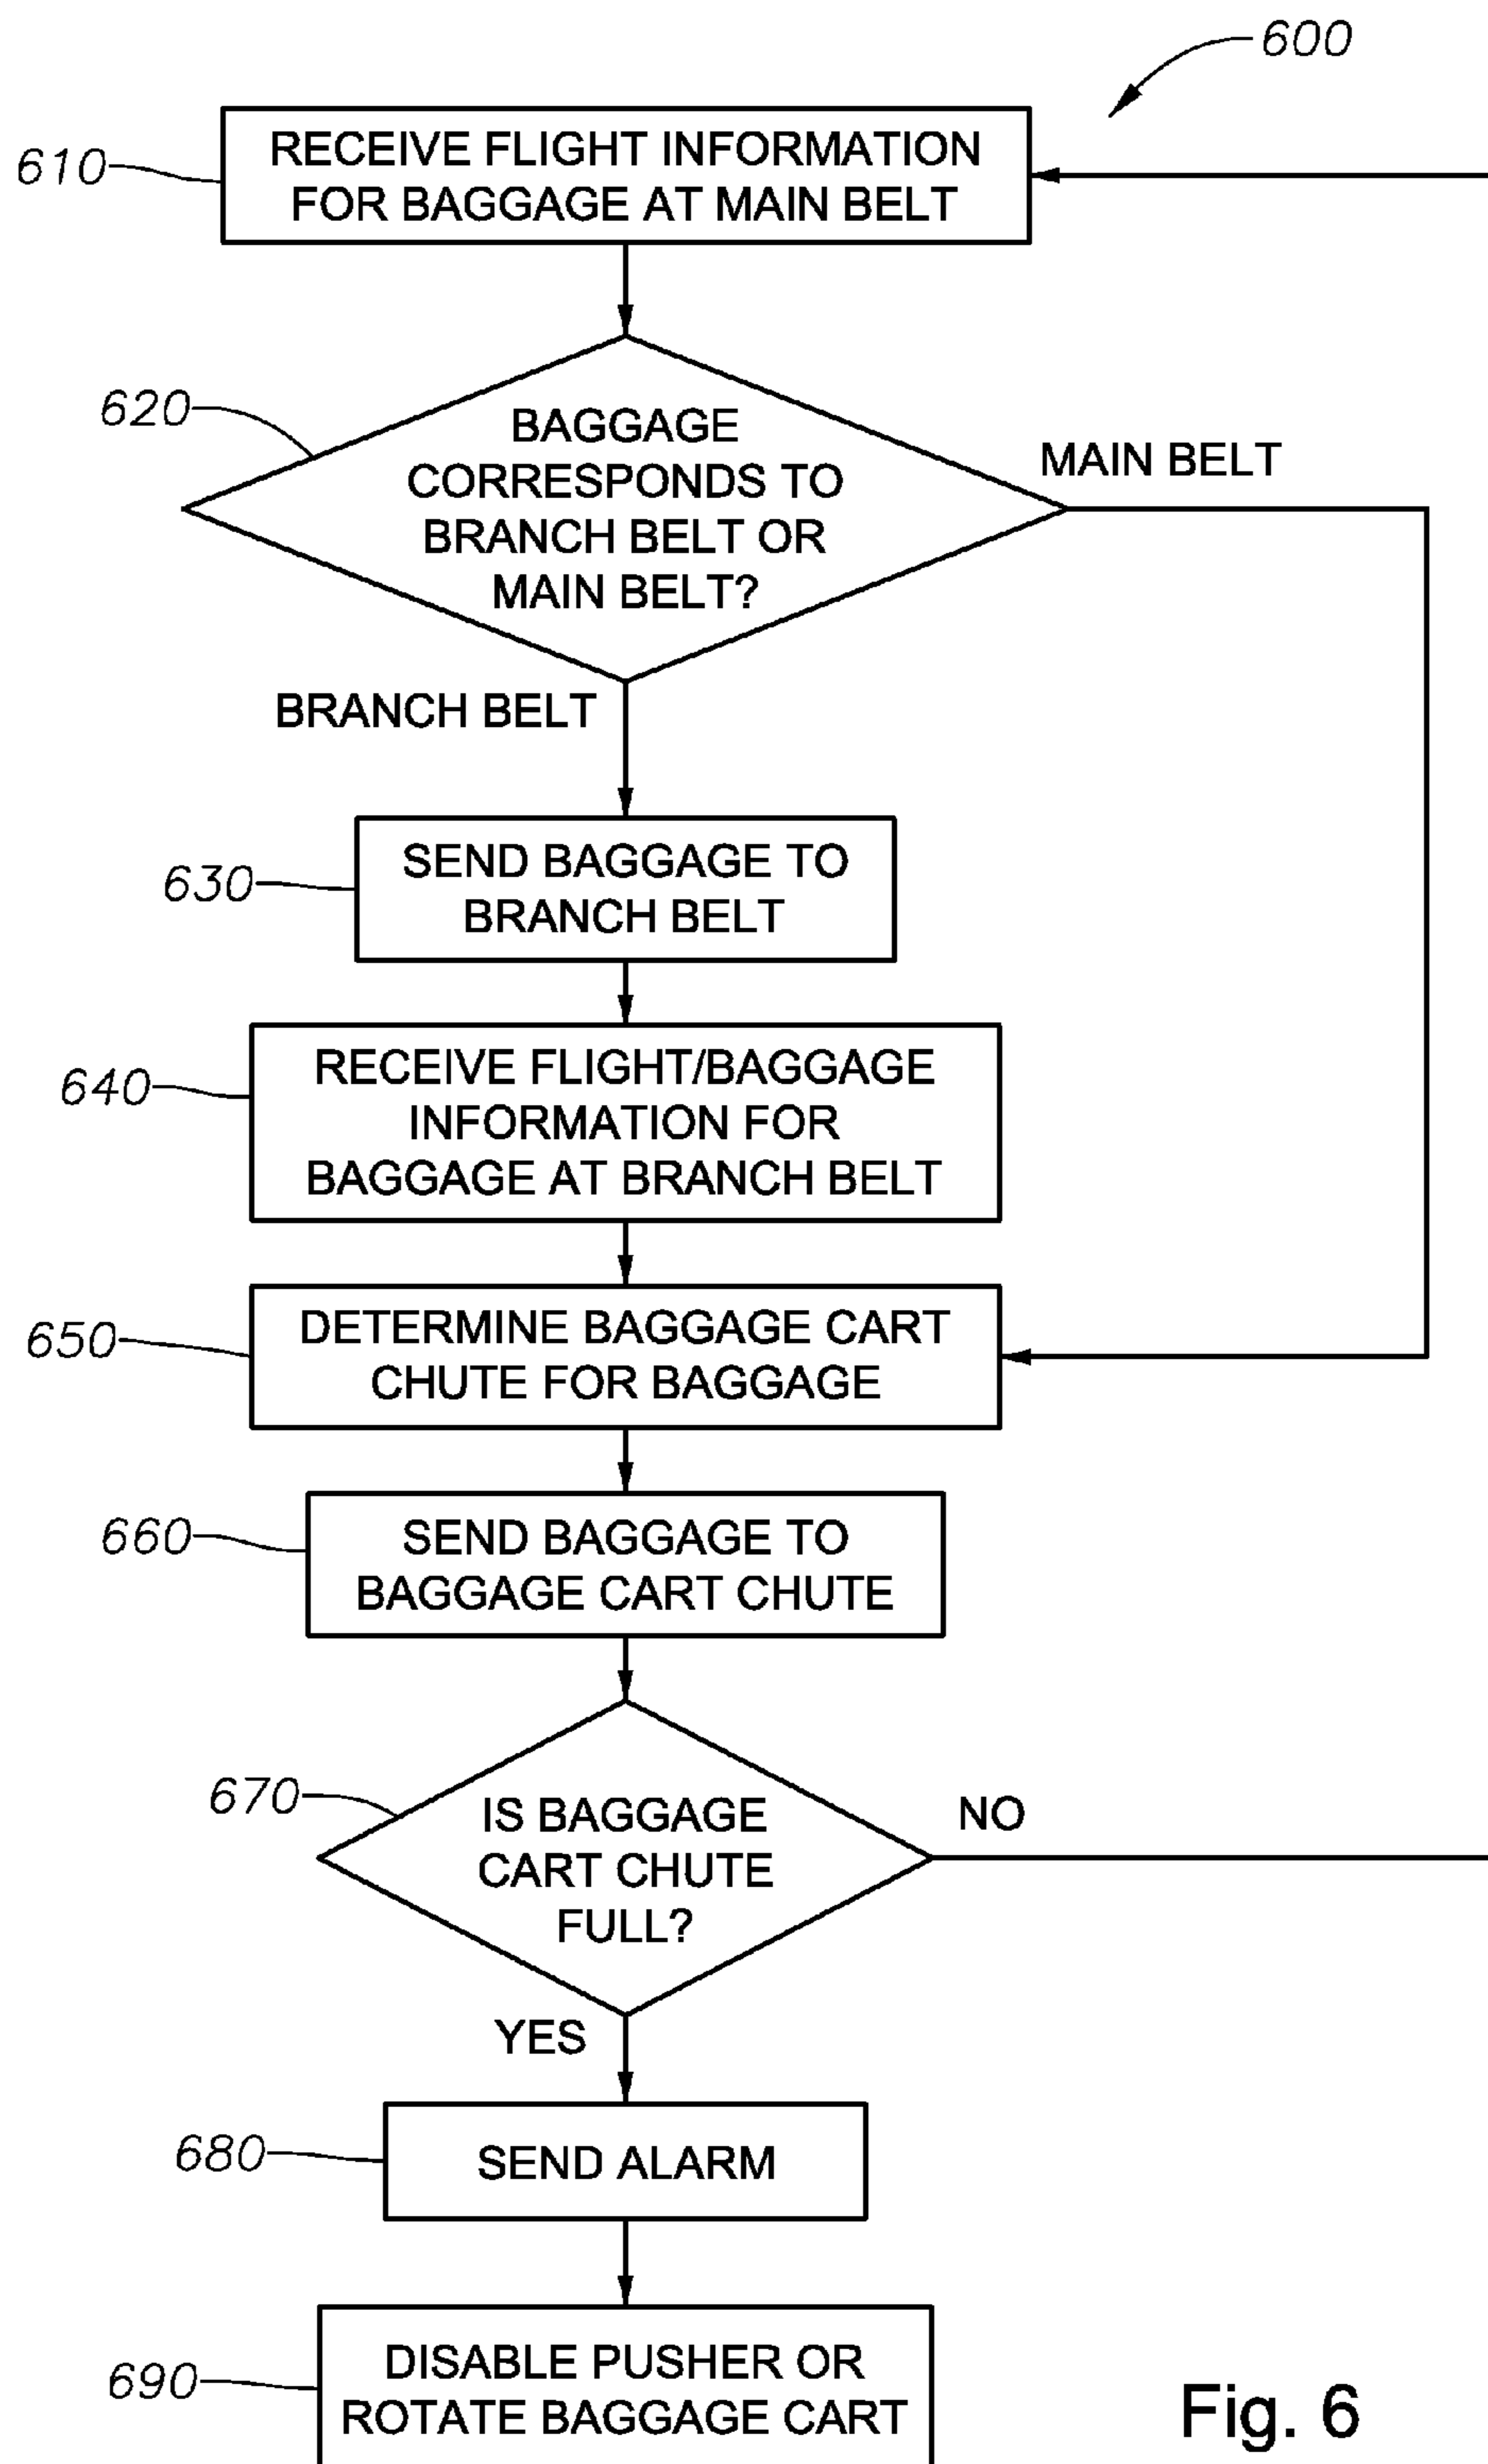 600
610
RECEIVE FLIGHT INFORMATION
FOR BAGGAGE AT MAIN BELT
620
BAGGAGE
CORRESPONDS TO
BRANCH BELT OR
MAIN BELT?
MAIN BELT
BRANCH BELT
630
SEND BAGGAGE TO
BRANCH BELT
640
RECEIVE FLIGHT/BAGGAGE
INFORMATION FOR
BAGGAGE AT BRANCH BELT
650
DETERMINE BAGGAGE CART
CHUTE FOR BAGGAGE
660
SEND BAGGAGE TO
BAGGAGE CART CHUTE
670
IS BAGGAGE
CART CHUTE
FULL?
NO
YES
680
SEND ALARM
690
DISABLE PUSHER OR
ROTATE BAGGAGE CART
Fig. 6